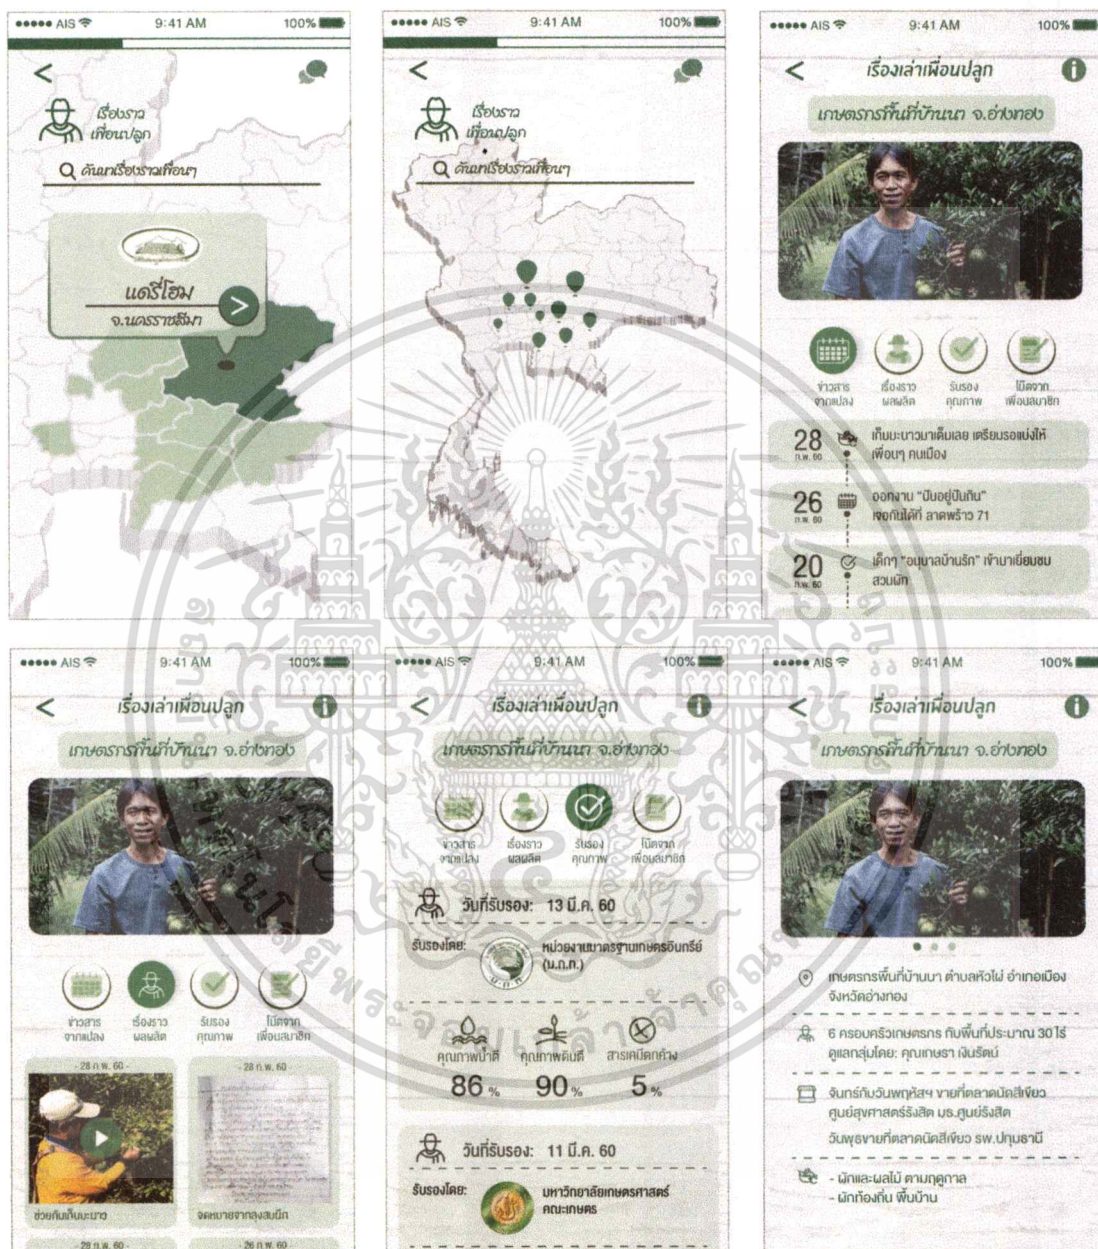 AIS 9:41 AM 100%
เรื่องราว
เพื่อนปลูก
ค้นหาเรื่องราวเพื่อนๆ
แดรี่โฮม
จ.นครราชสีมา
AIS 9:41 AM 100%
เรื่องราว
เพื่อนปลูก
ค้นหาเรื่องราวเพื่อนๆ
AIS 9:41 AM 100%
เรื่องเล่าเพื่อนปลูก
เกษตรกรพื้นที่บ้านนา จ.อ่างทอง
ข่าวสาร
จากแปลง
เรื่องราว
ผลผลิต
รับรอง
คุณภาพ
โน๊ตจาก
เพื่อนสมาชิก
28
ก.พ. 60
เก็บมะนาวมาเต็มเลย เตรียมรอแบ่งให้
เพื่อนๆ คนเมือง
26
ก.พ. 60
ออกงาน "ปันอยู่ปันกิน"
เจอกันได้ที่ ลาดพร้าว 71
20
ก.พ. 60
เด็กๆ "อนุบาลบ้านรัก" เข้ามาเยี่ยมชม
สวนผัก
AIS 9:41 AM 100%
เรื่องเล่าเพื่อนปลูก
เกษตรกรพื้นที่บ้านนา จ.อ่างทอง
ข่าวสาร
จากแปลง
เรื่องราว
ผลผลิต
รับรอง
คุณภาพ
โน๊ตจาก
เพื่อนสมาชิก
- 28 ก.พ. 60 -
ช่วยกันเก็บมะนาว
- 28 ก.พ. 60 -
จดหมายจากลุงสมนึก
- 28 ก.พ. 60 -
- 26 ก.พ. 60 -
AIS 9:41 AM 100%
เรื่องเล่าเพื่อนปลูก
เกษตรกรพื้นที่บ้านนา จ.อ่างทอง
ข่าวสาร
จากแปลง
เรื่องราว
ผลผลิต
รับรอง
คุณภาพ
โน๊ตจาก
เพื่อนสมาชิก
วันที่รับรอง: 13 มี.ค. 60
รับรองโดย:
หน่วยงานมาตรฐานเกษตรอินทรีย์
(ม.ก.ท.)
คุณภาพน้ำดี
86 %
คุณภาพดินดี
90 %
สารเคมีตกค้าง
5 %
วันที่รับรอง: 11 มี.ค. 60
รับรองโดย:
มหาวิทยาลัยเกษตรศาสตร์
คณะเกษตร
AIS 9:41 AM 100%
เรื่องเล่าเพื่อนปลูก
เกษตรกรพื้นที่บ้านนา จ.อ่างทอง
เกษตรกรพื้นที่บ้านนา ตำบลหัวไผ่ อำเภอเมือง
จังหวัดอ่างทอง
6 ครอบครัวเกษตรกร กับพื้นที่ประมาณ 30 ไร่
ดูแลกลุ่มโดย: คุณเกษรา เงินรัตน์
จันทร์กับวันพฤหัสฯ ขายที่ตลาดนัดสีเขียว
ศูนย์สุขศาสตร์รังสิต มธ.ศูนย์รังสิต
วันพุธขายที่ตลาดนัดสีเขียว รพ.ปทุมธานี
- ผักและผลไม้ ตามฤดูกาล
- ผักท้องถิ่น พื้นบ้าน